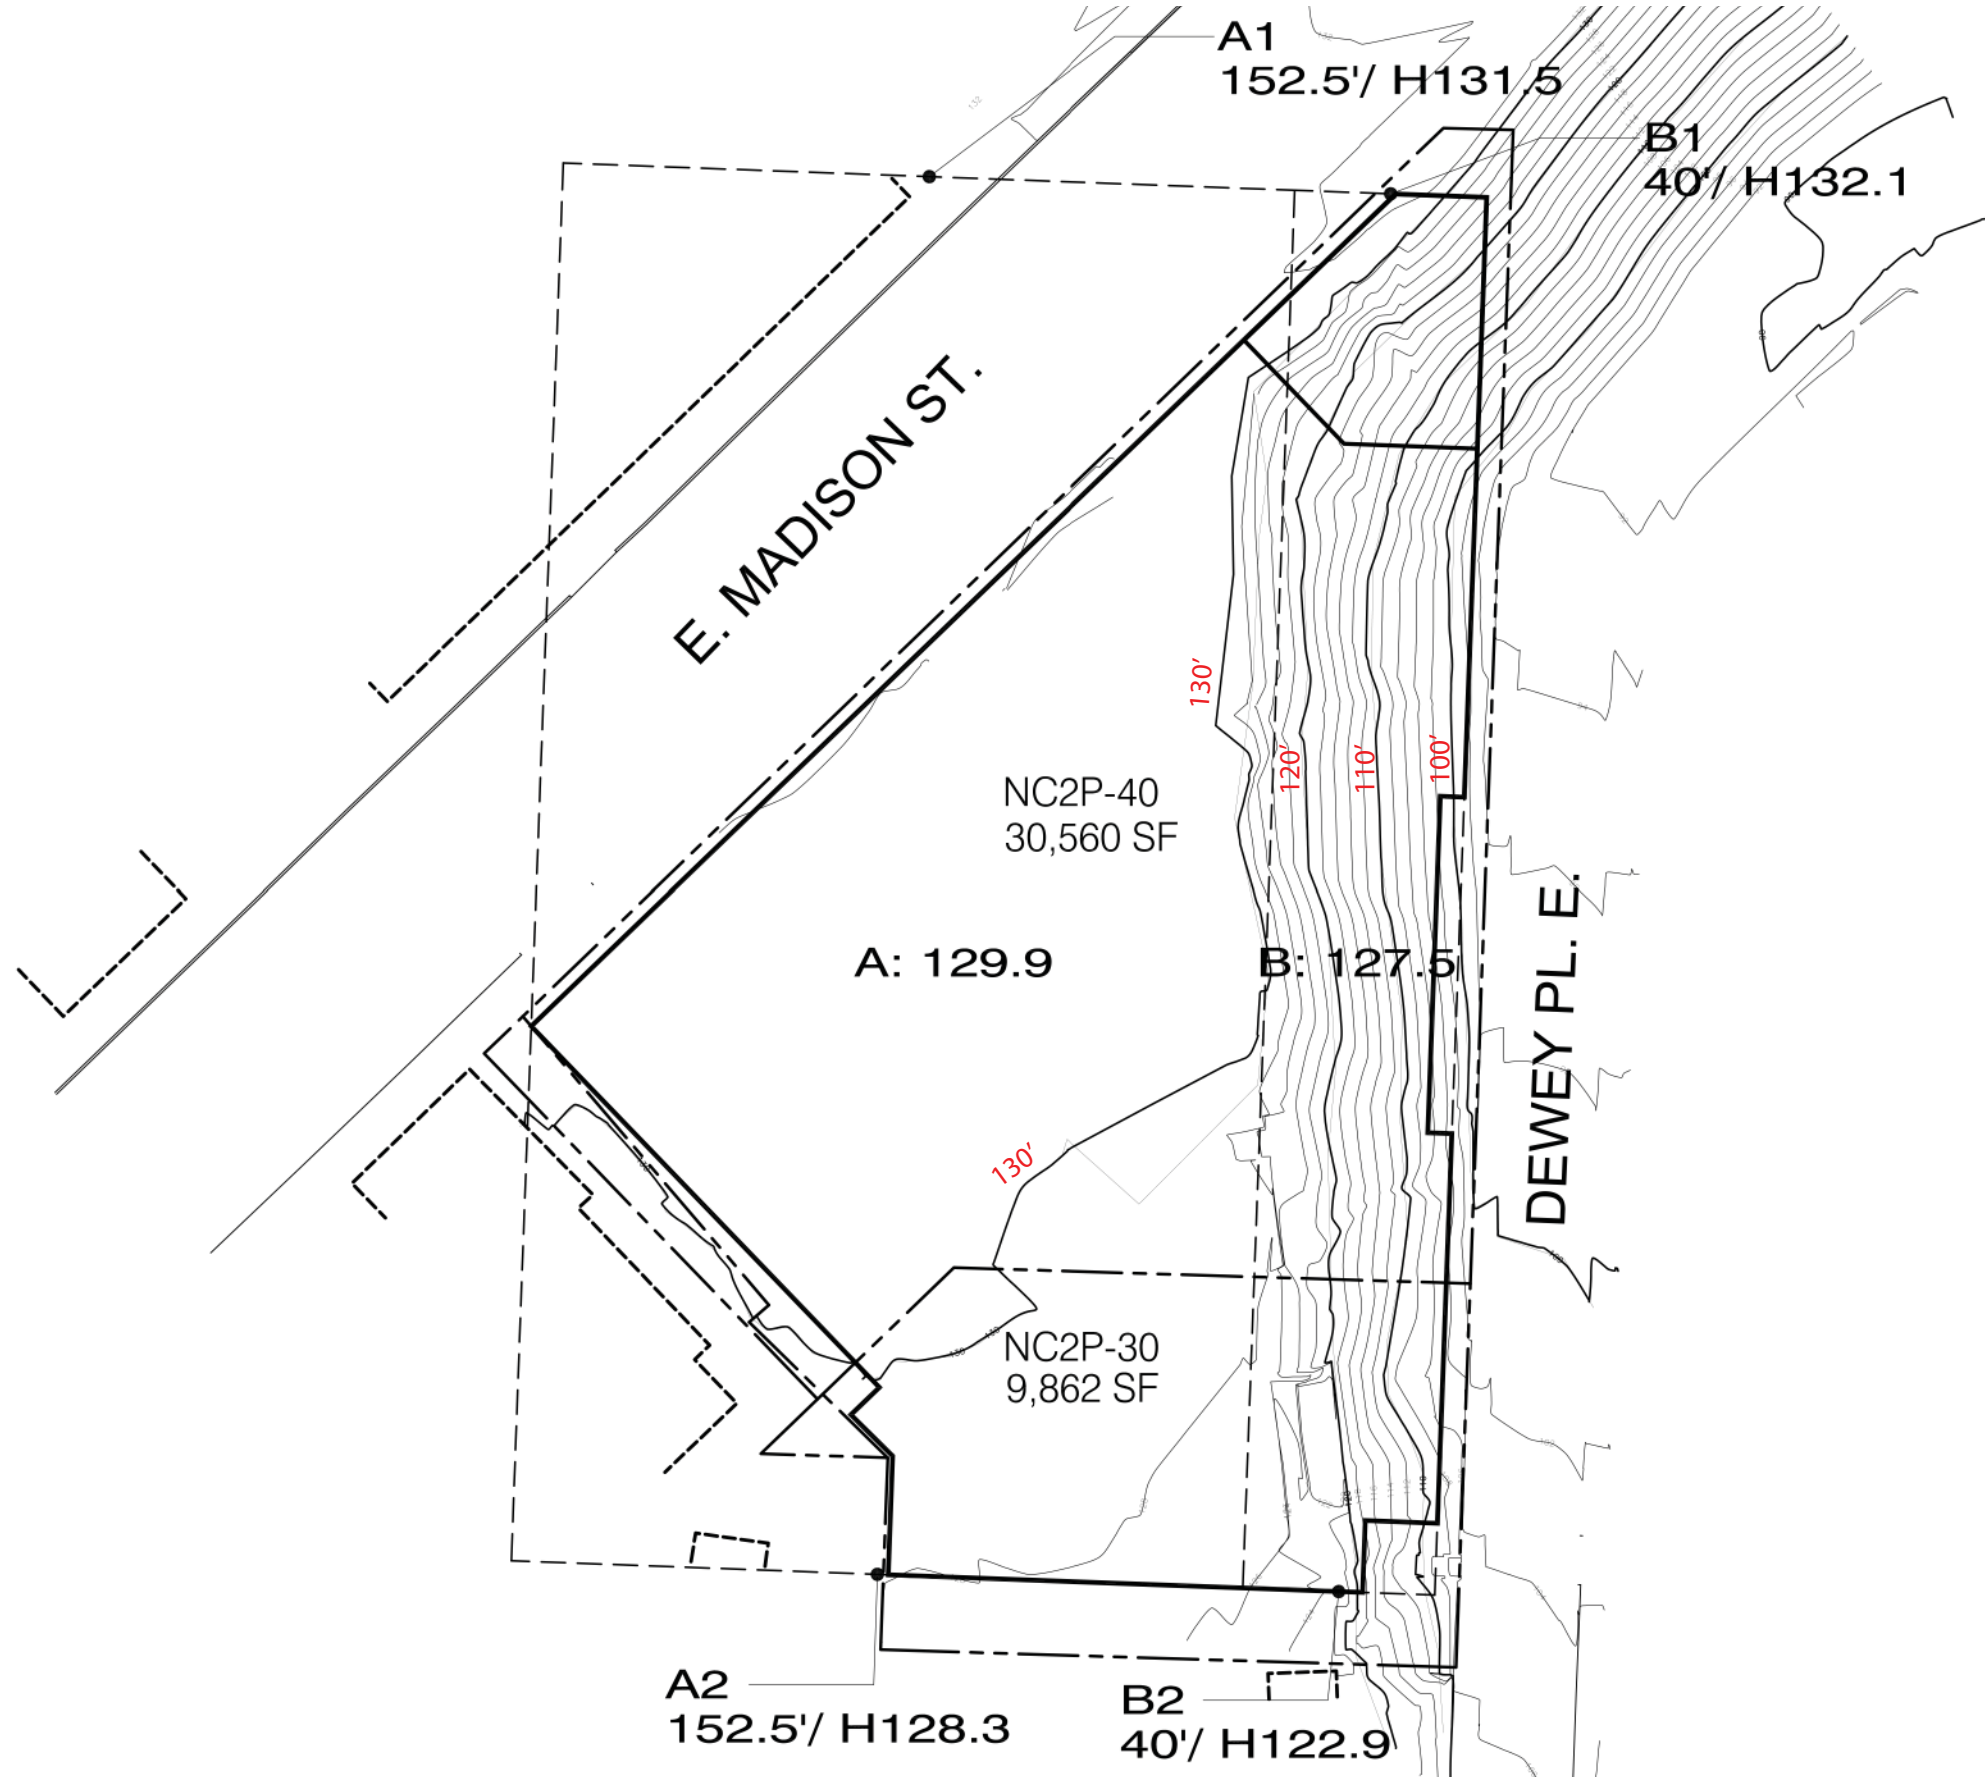 A1
152.5'/ H131.5
B1
40'/ H132.1
E. MADISON ST.
130'
120'
110'
100'
NC2P-40
30,560 SF
A: 129.9
B: 127.5
DEWEY PL. E.
130'
NC2P-30
9,862 SF
130
A2
152.5'/ H128.3
B2
40'/ H122.9